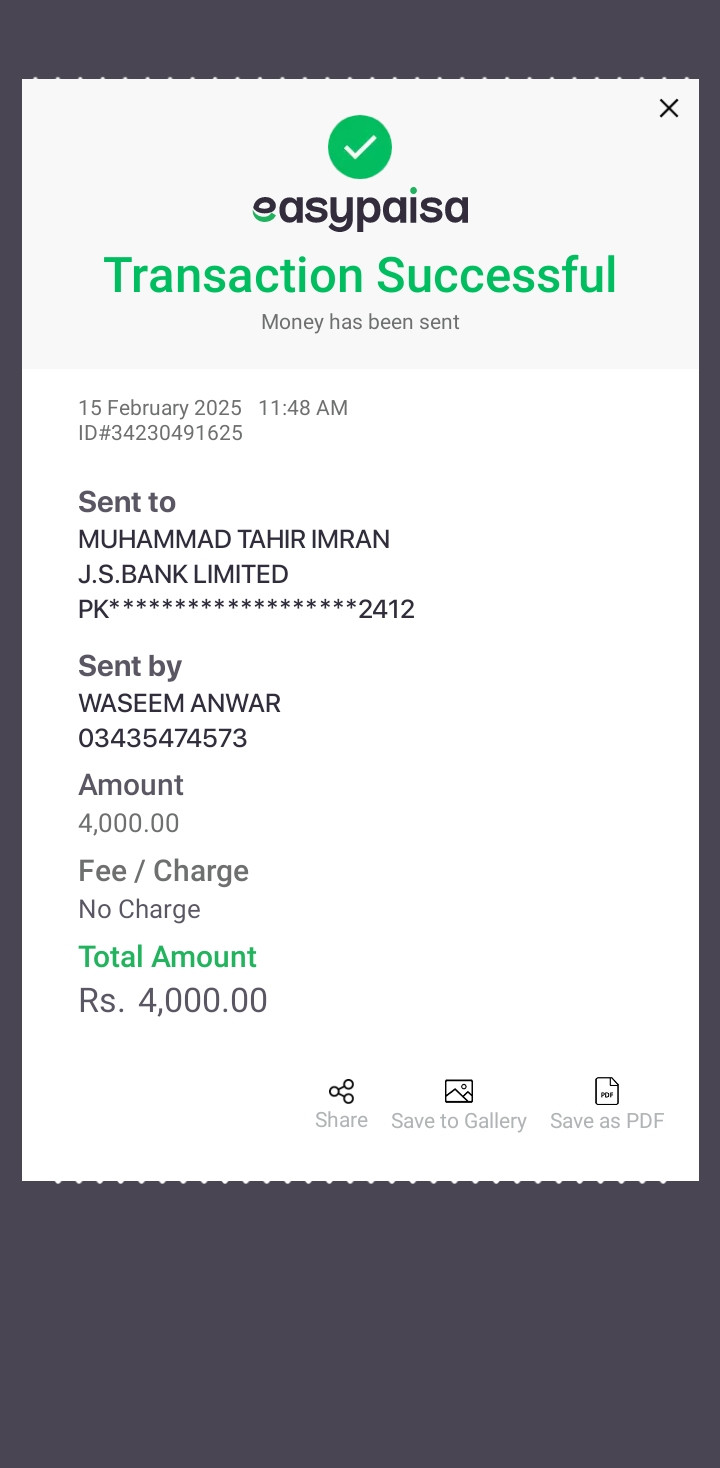 easypaisa
Transaction Successful
Money has been sent
15 February 2025 11:48 AM
ID#34230491625
Sent to
MUHAMMAD TAHIR IMRAN
J.S.BANK LIMITED
PK*******************2412
Sent by
WASEEM ANWAR
03435474573
Amount
4,000.00
Fee / Charge
No Charge
Total Amount
Rs. 4,000.00
PDF
Share Save to Gallery Save as PDF